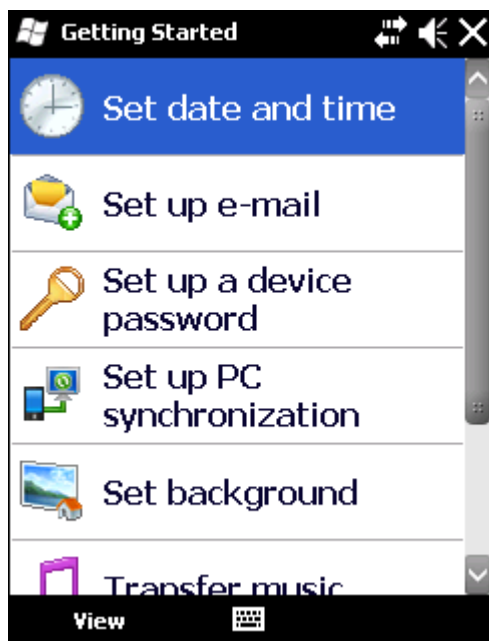 Getting Started
Set date and time
Set up e-mail
Set up a device
password
Set up PC
synchronization
Set background
Transfer music
View